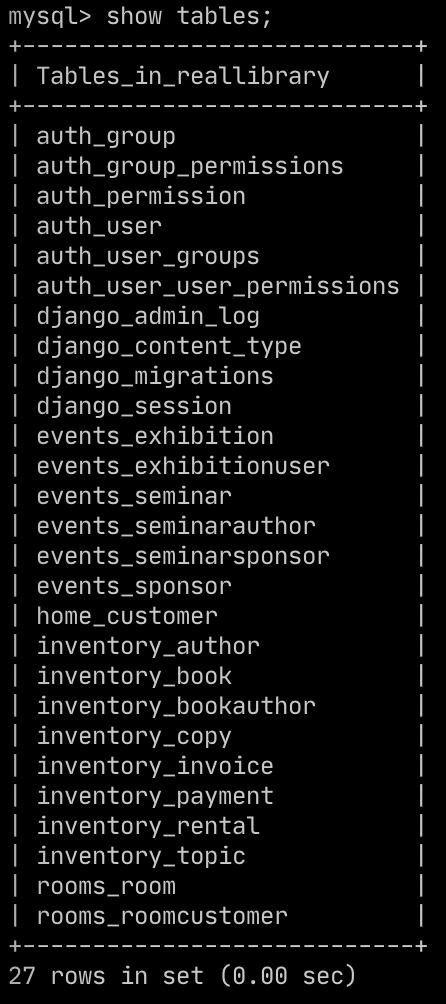 mysql> show tables;
+----------------------------+
| Tables_in_reallibrary      |
+----------------------------+
| auth_group                 |
| auth_group_permissions     |
| auth_permission            |
| auth_user                  |
| auth_user_groups           |
| auth_user_user_permissions |
| django_admin_log           |
| django_content_type        |
| django_migrations          |
| django_session             |
| events_exhibition          |
| events_exhibitionuser      |
| events_seminar             |
| events_seminarauthor       |
| events_seminarsponsor      |
| events_sponsor             |
| home_customer              |
| inventory_author           |
| inventory_book             |
| inventory_bookauthor       |
| inventory_copy             |
| inventory_invoice          |
| inventory_payment          |
| inventory_rental           |
| inventory_topic            |
| rooms_room                 |
| rooms_roomcustomer         |
+----------------------------+
27 rows in set (0.00 sec)